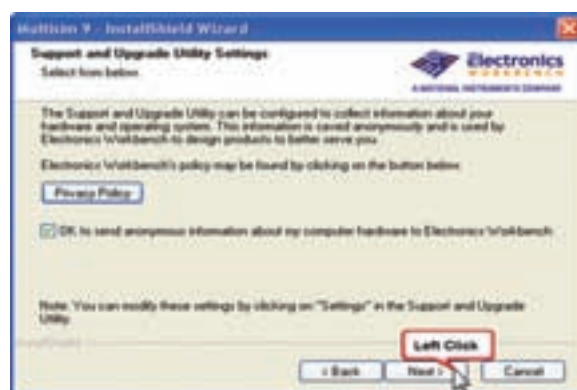 Multisim 9 - InstallShield Wizard
Support and Upgrade Utility Settings
Select from below.
Electronics
WORKBENCH
A NATIONAL INSTRUMENTS COMPANY
The Support and Upgrade Utility can be configured to collect information about your
hardware and operating system. This information is saved anonymously and is used by
Electronics Workbench to design products to better serve you.
Electronics Workbench's policy may be found by clicking on the button below.
Privacy Policy
OK to send anonymous information about my computer hardware to Electronics Workbench
Note: You can modify these settings by clicking on "Settings" in the Support and Upgrade
Utility.
InstallShield
Left Click
< Back
Next >
Cancel